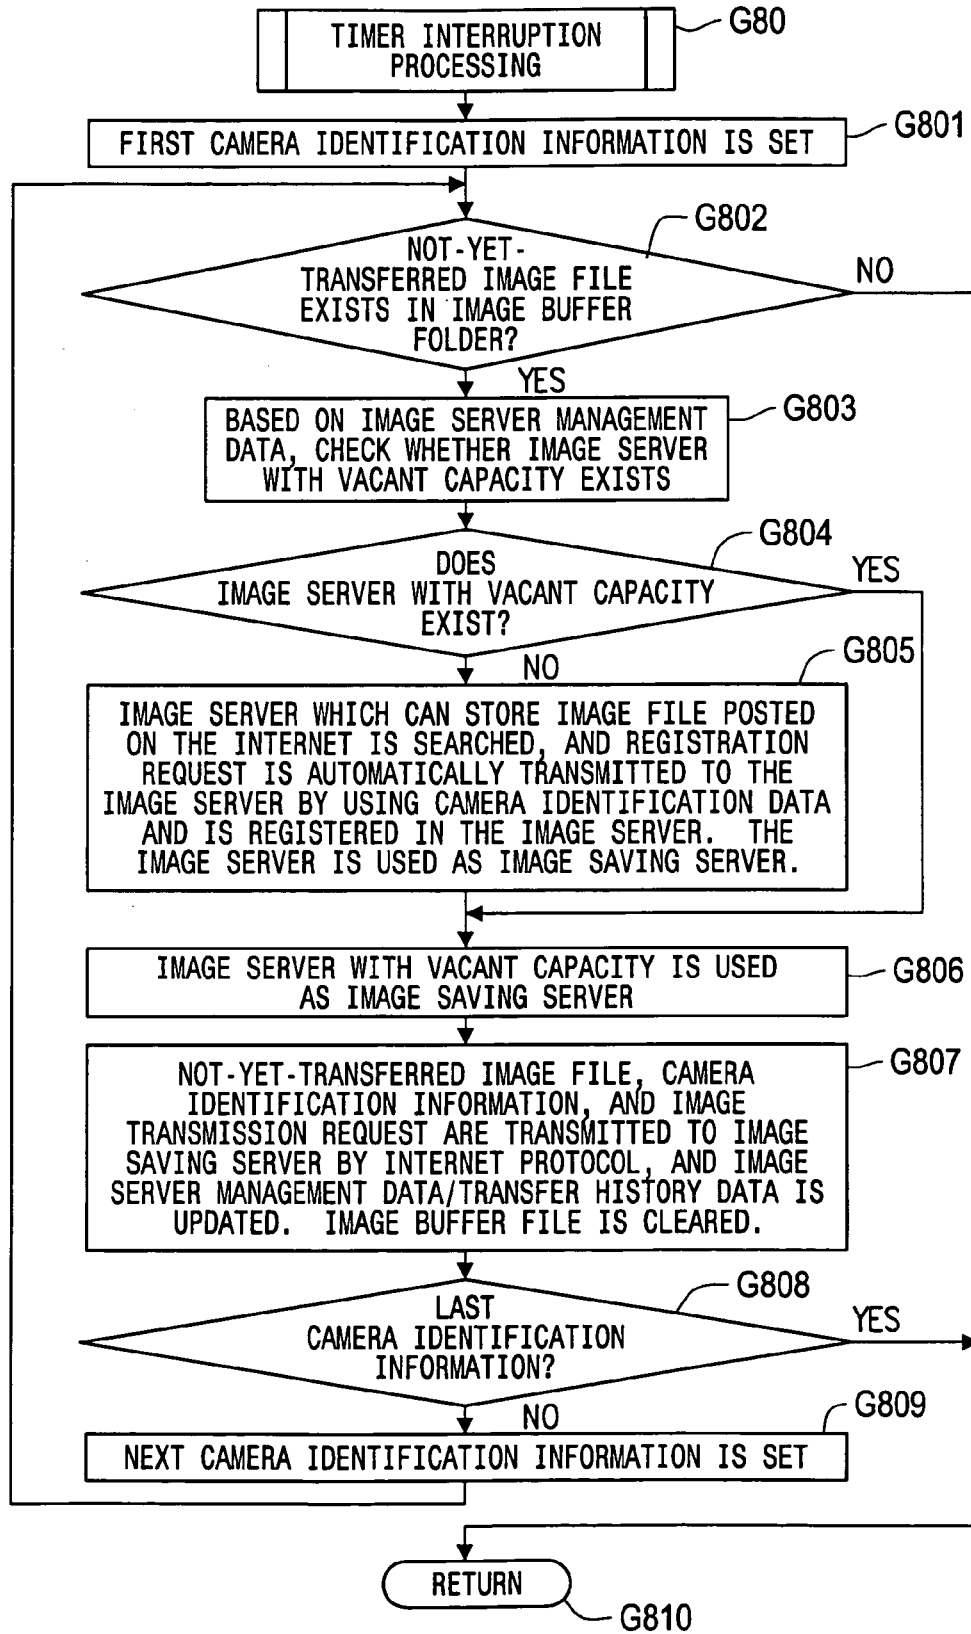 TIMER INTERRUPTION
PROCESSING
G80
FIRST CAMERA IDENTIFICATION INFORMATION IS SET
G801
G802
NOT-YET-
TRANSFERRED IMAGE FILE
EXISTS IN IMAGE BUFFER
FOLDER?
NO
YES
BASED ON IMAGE SERVER MANAGEMENT
DATA, CHECK WHETHER IMAGE SERVER
WITH VACANT CAPACITY EXISTS
G803
G804
DOES
IMAGE SERVER WITH VACANT CAPACITY
EXIST?
YES
NO
G805
IMAGE SERVER WHICH CAN STORE IMAGE FILE POSTED
ON THE INTERNET IS SEARCHED, AND REGISTRATION
REQUEST IS AUTOMATICALLY TRANSMITTED TO THE
IMAGE SERVER BY USING CAMERA IDENTIFICATION DATA
AND IS REGISTERED IN THE IMAGE SERVER. THE
IMAGE SERVER IS USED AS IMAGE SAVING SERVER.
IMAGE SERVER WITH VACANT CAPACITY IS USED
AS IMAGE SAVING SERVER
G806
NOT-YET-TRANSFERRED IMAGE FILE, CAMERA
IDENTIFICATION INFORMATION, AND IMAGE
TRANSMISSION REQUEST ARE TRANSMITTED TO IMAGE
SAVING SERVER BY INTERNET PROTOCOL, AND IMAGE
SERVER MANAGEMENT DATA/TRANSFER HISTORY DATA IS
UPDATED. IMAGE BUFFER FILE IS CLEARED.
G807
G808
LAST
CAMERA IDENTIFICATION
INFORMATION?
YES
NO
G809
NEXT CAMERA IDENTIFICATION INFORMATION IS SET
RETURN
G810